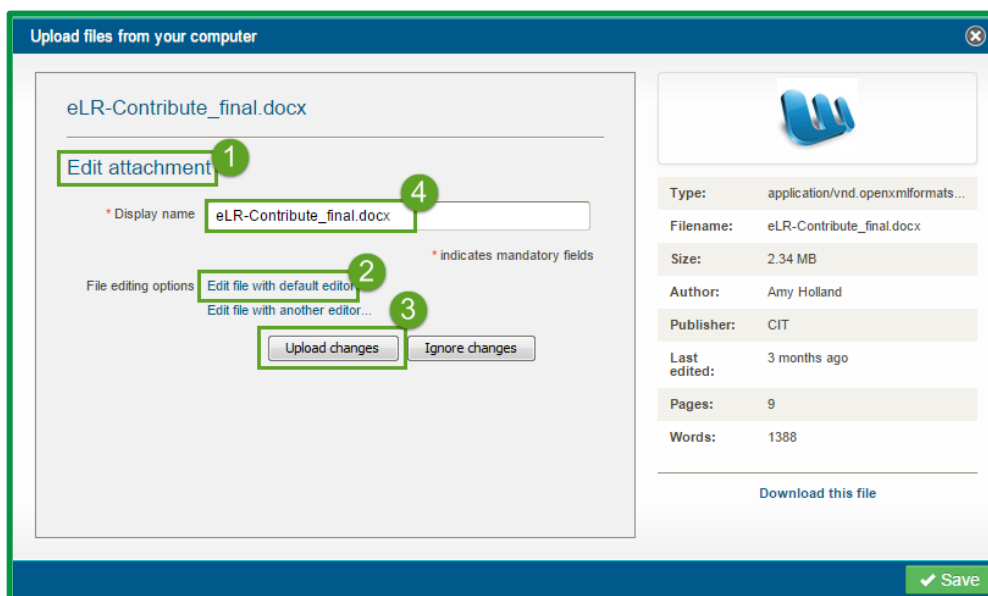 Upload files from your computer
eLR-Contribute_final.docx
Edit attachment 1
* Display name eLR-Contribute_final.docx 4
* indicates mandatory fields
File editing options Edit file with default editor 2
Edit file with another editor... 3
Upload changes Ignore changes
Type: application/vnd.openxmlformats...
Filename: eLR-Contribute_final.docx
Size: 2.34 MB
Author: Amy Holland
Publisher: CIT
Last
edited: 3 months ago
Pages: 9
Words: 1388
Download this file
Save